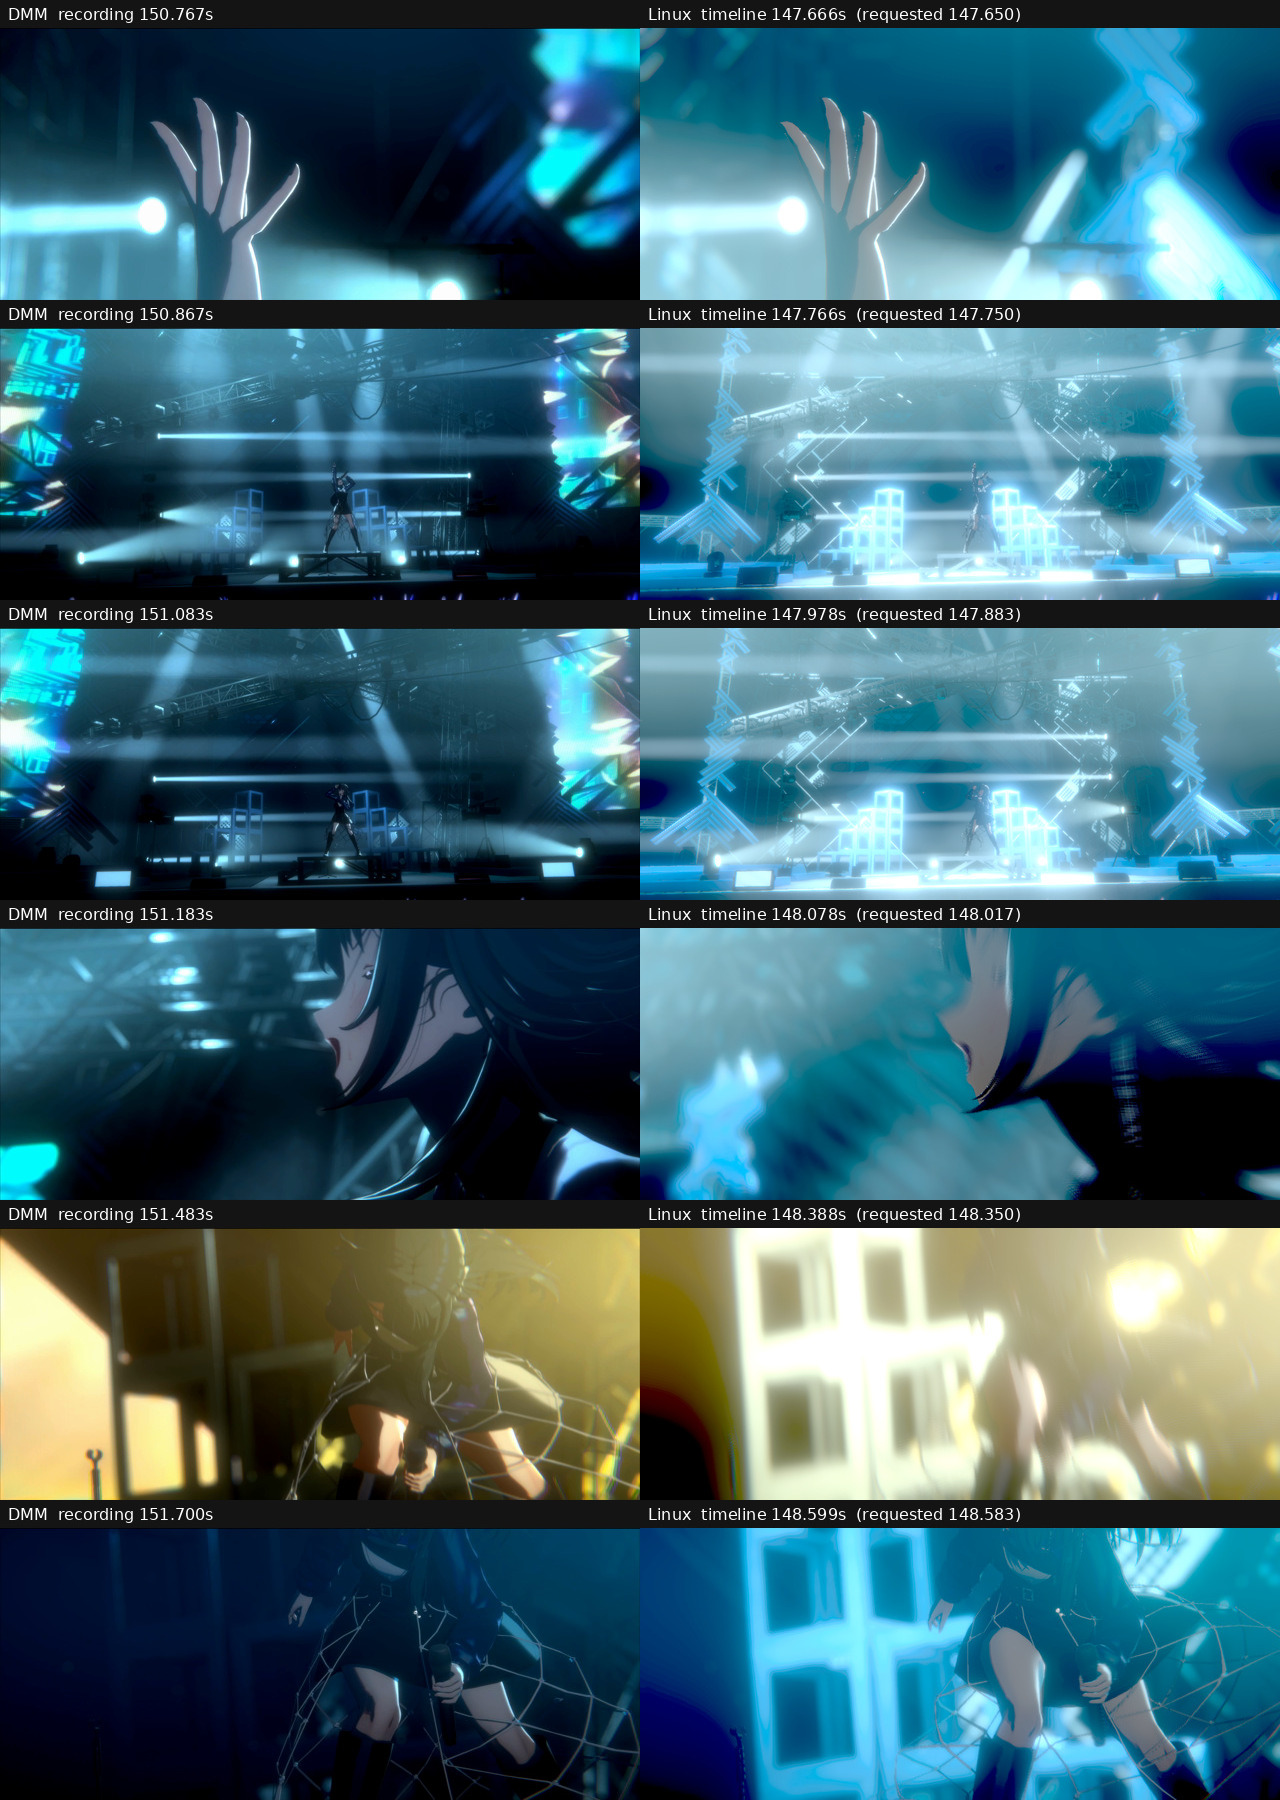 DMM recording 150.767s
Linux timeline 147.666s (requested 147.650)
DMM recording 150.867s
Linux timeline 147.766s (requested 147.750)
DMM recording 151.083s
Linux timeline 147.978s (requested 147.883)
DMM recording 151.183s
Linux timeline 148.078s (requested 148.017)
DMM recording 151.483s
Linux timeline 148.388s (requested 148.350)
DMM recording 151.700s
Linux timeline 148.599s (requested 148.583)